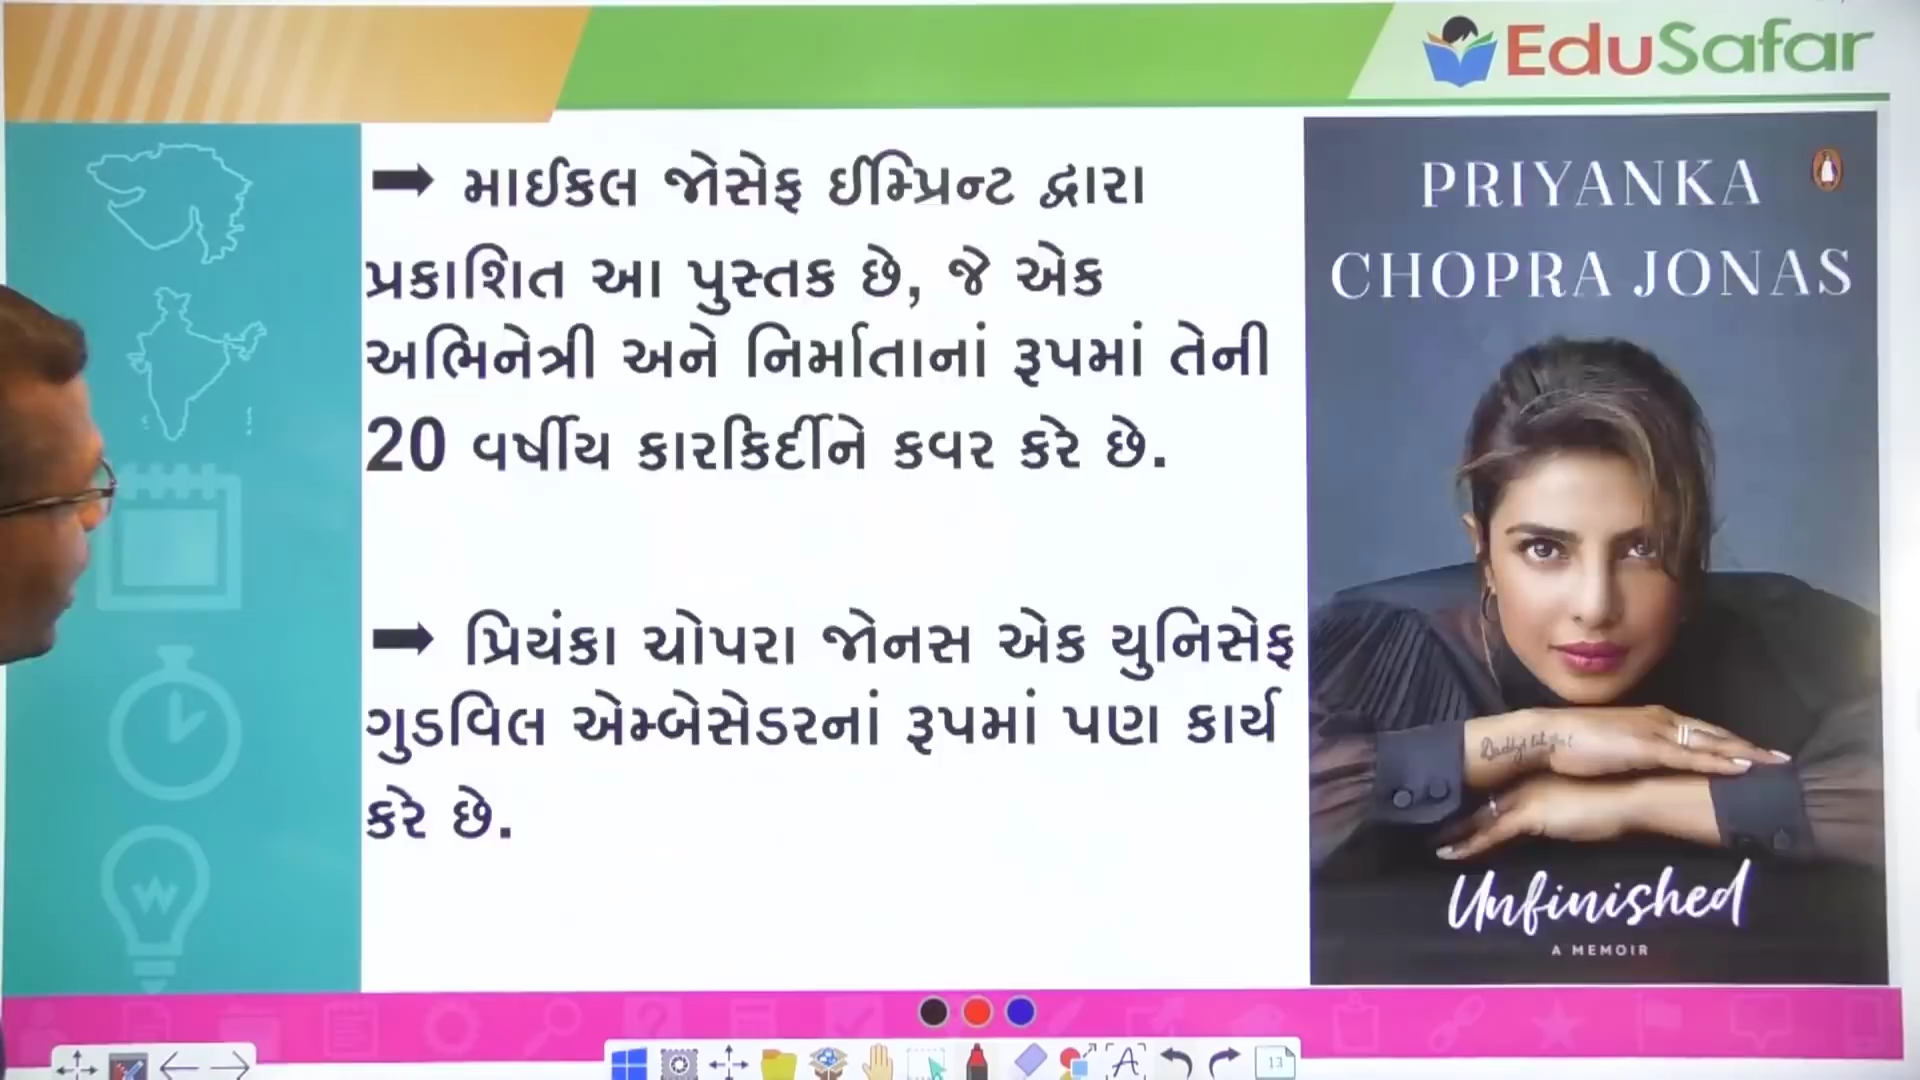 EduSafar
➡ માઈકલ જોસેફ ઈમ્પ્રિન્ટ દ્વારા
પ્રકાશિત આ પુસ્તક છે, જે એક
અભિનેત્રી અને નિર્માતાનાં રૂપમાં તેની
20 વર્ષીય કારકિર્દીને કવર કરે છે.
➡ પ્રિયંકા ચોપરા જોનસ એક યુનિસેફ
ગુડવિલ એમ્બેસેડરનાં રૂપમાં પણ કાર્ય
કરે છે.
PRIYANKA
CHOPRA JONAS
Unfinished
A MEMOIR
13